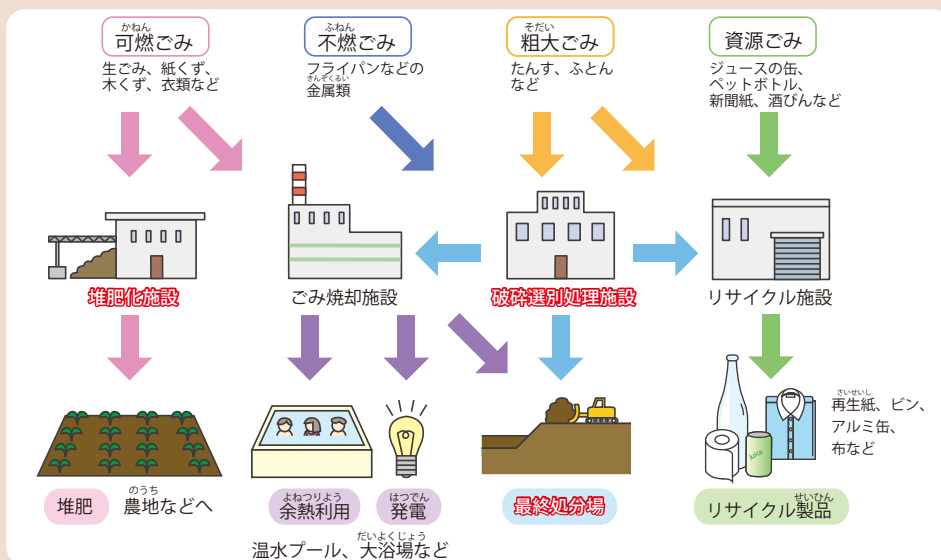 かねん
可燃ごみ
生ごみ、紙くず、
木くず、衣類など
ふねん
不燃ごみ
フライパンなどの
きんぞくるい
金属類
そだい
粗大ごみ
たんす、ふとん
など
資源ごみ
ジュースの缶、
ペットボトル、
新聞紙、酒びんなど
堆肥化施設
ごみ焼却施設
破砕選別処理施設
リサイクル施設
さいせいし
再生紙、ビン、
アルミ缶、
布など
juice
のうち
堆肥 農地などへ
よねつりよう
余熱利用
はつでん
発電
だいよくじょう
温水プール、大浴場など
最終処分場
せいひん
リサイクル製品